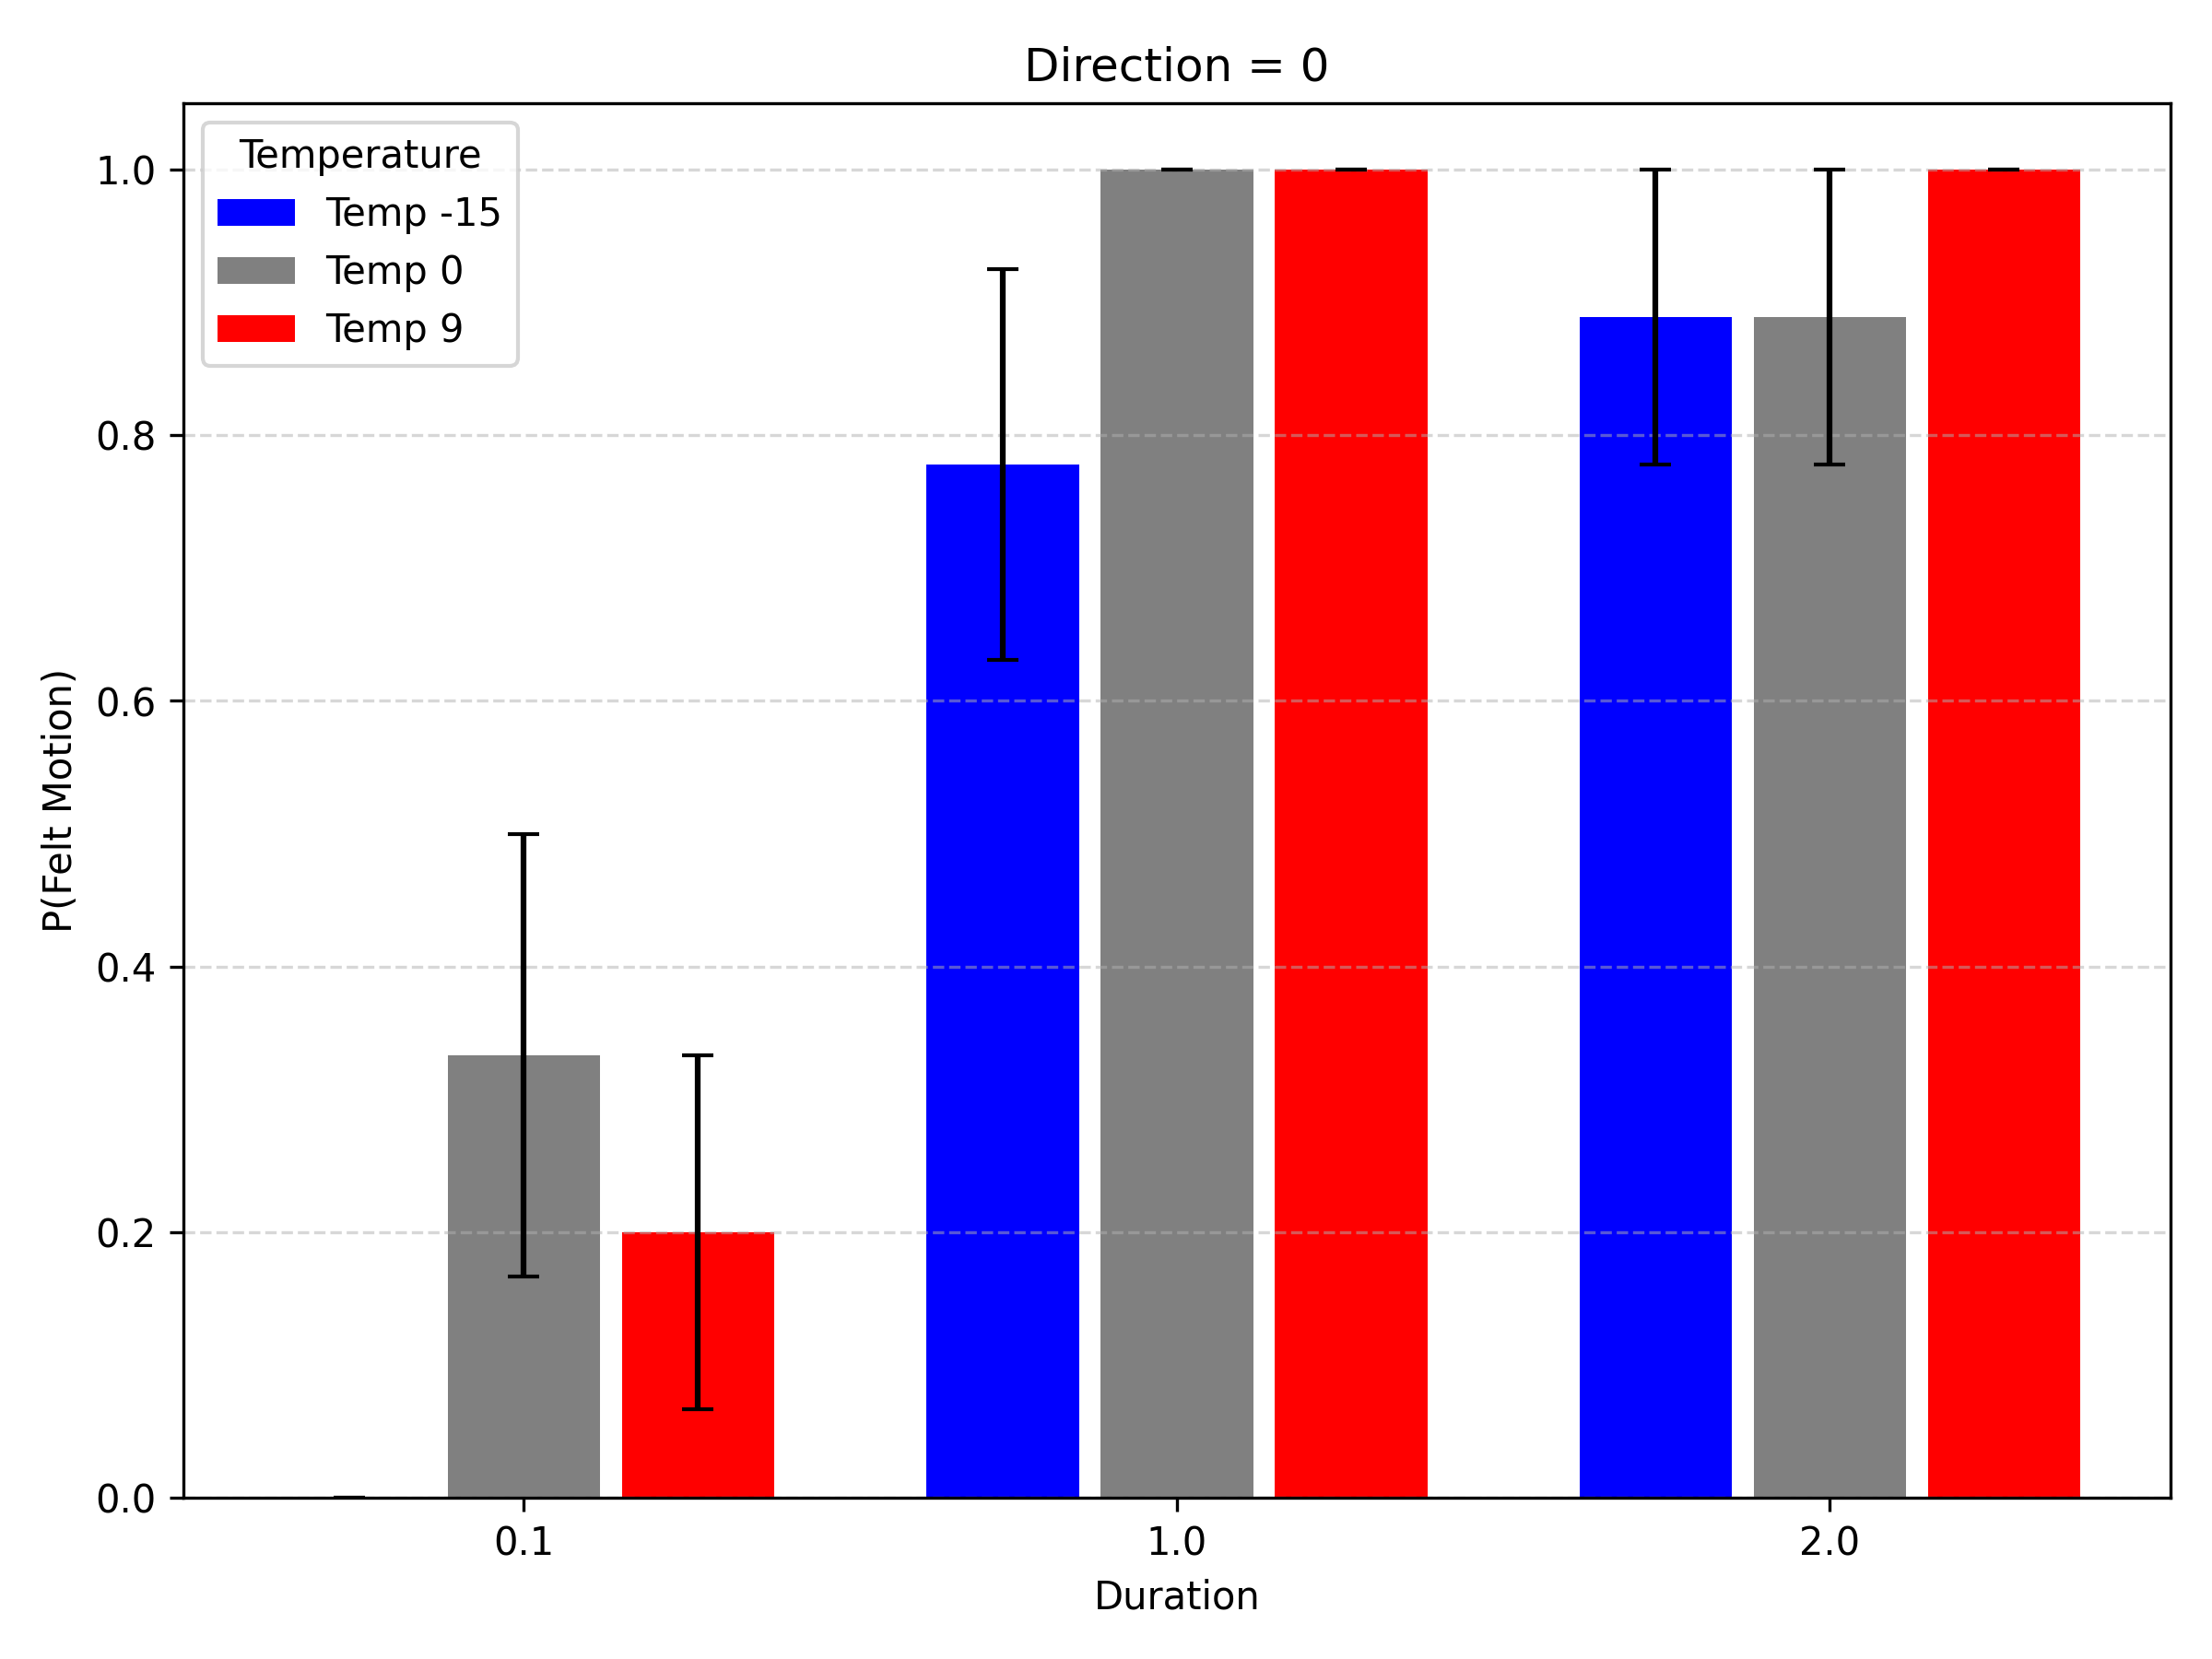 Direction = 0
Temperature
Temp -15
Temp 0
Temp 9
P(Felt Motion)
1.0
0.8
0.6
0.4
0.2
0.0
0.1 1.0 2.0
Duration